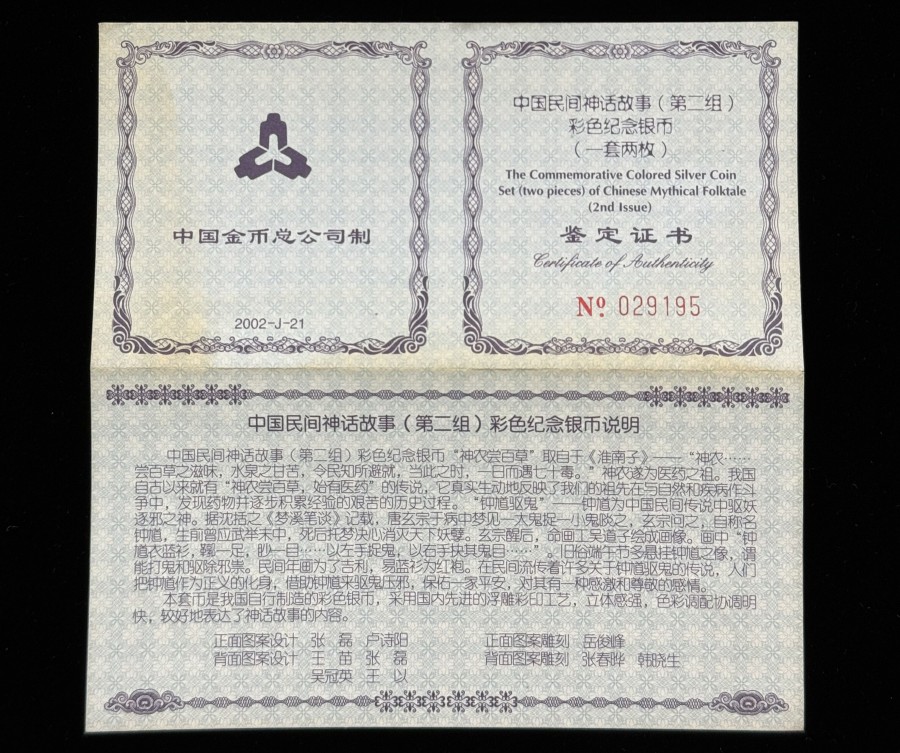 中国金币总公司制
2002-J-21
中国民间神话故事（第二组）
彩色纪念银币
（一套两枚）
The Commemorative Colored Silver Coin
Set (two pieces) of Chinese Mythical Folktale
(2nd Issue)
鉴定证书
Certificate of Authenticity
Nº 029195
中国民间神话故事（第二组）彩色纪念银币说明
中国民间神话故事（第二组）彩色纪念银币“神农尝百草”取自于《淮南子》——“神农……
尝百草之滋味，水泉之甘苦，令民知所避就，当此之时，一日而遇七十毒。”神农遂为医药之祖。我国
自古以来就有“神农尝百草，始有医药”的传说，它真实生动地反映了我们的祖先在与自然和疾病作斗
争中，发现药物并逐步积累经验的艰苦的历史过程。“钟馗驱鬼”——钟馗为中国民间传说中驱妖
逐邪之神。据沈括之《梦溪笔谈》记载，唐玄宗于病中梦见一大鬼捉一小鬼啖之，玄宗问之，自称名
钟馗，生前曾应武举未中，死后托梦决心消灭天下妖孽。玄宗醒后，命画工吴道子绘成画像。画中“钟
馗衣蓝衫，鞹一足，眇一目……以左手捉鬼，以右手抉其鬼目……”。旧俗端午节多悬挂钟馗之像，谓
能打鬼和驱除邪祟。民间年画为了吉利，易蓝衫为红袍。在民间流传着许多关于钟馗驱鬼的传说，人们
把钟馗作为正义的化身，借助钟馗来驱鬼压邪，保佑一家平安，对其有一种感激和尊敬的感情。
本套币是我国自行制造的彩色银币，采用国内先进的浮雕彩印工艺，立体感强，色彩调配协调明
快，较好地表达了神话故事的内容。
正面图案设计 张 磊 卢诗阳 正面图案雕刻 岳俊峰
背面图案设计 王 苗 张 磊 背面图案雕刻 张春晔 韩晓生
吴冠英 王 以